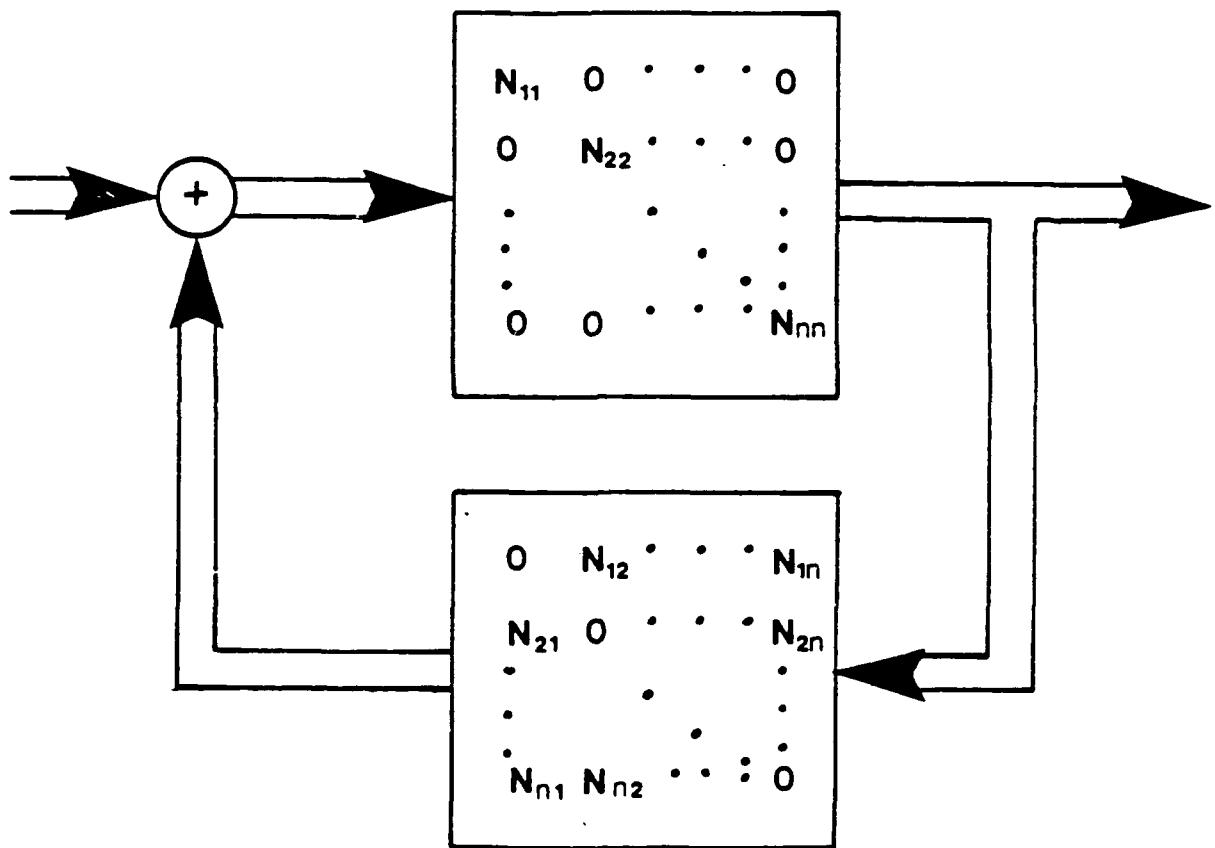 N₁₁ 0 · · · 0
0 N₂₂ · · · 0
+
0 0 · · · Nₙₙ
0 N₁₂ · · · N₁ₙ
N₂₁ 0 · · · N₂ₙ
Nₙ₁ Nₙ₂ · · · 0